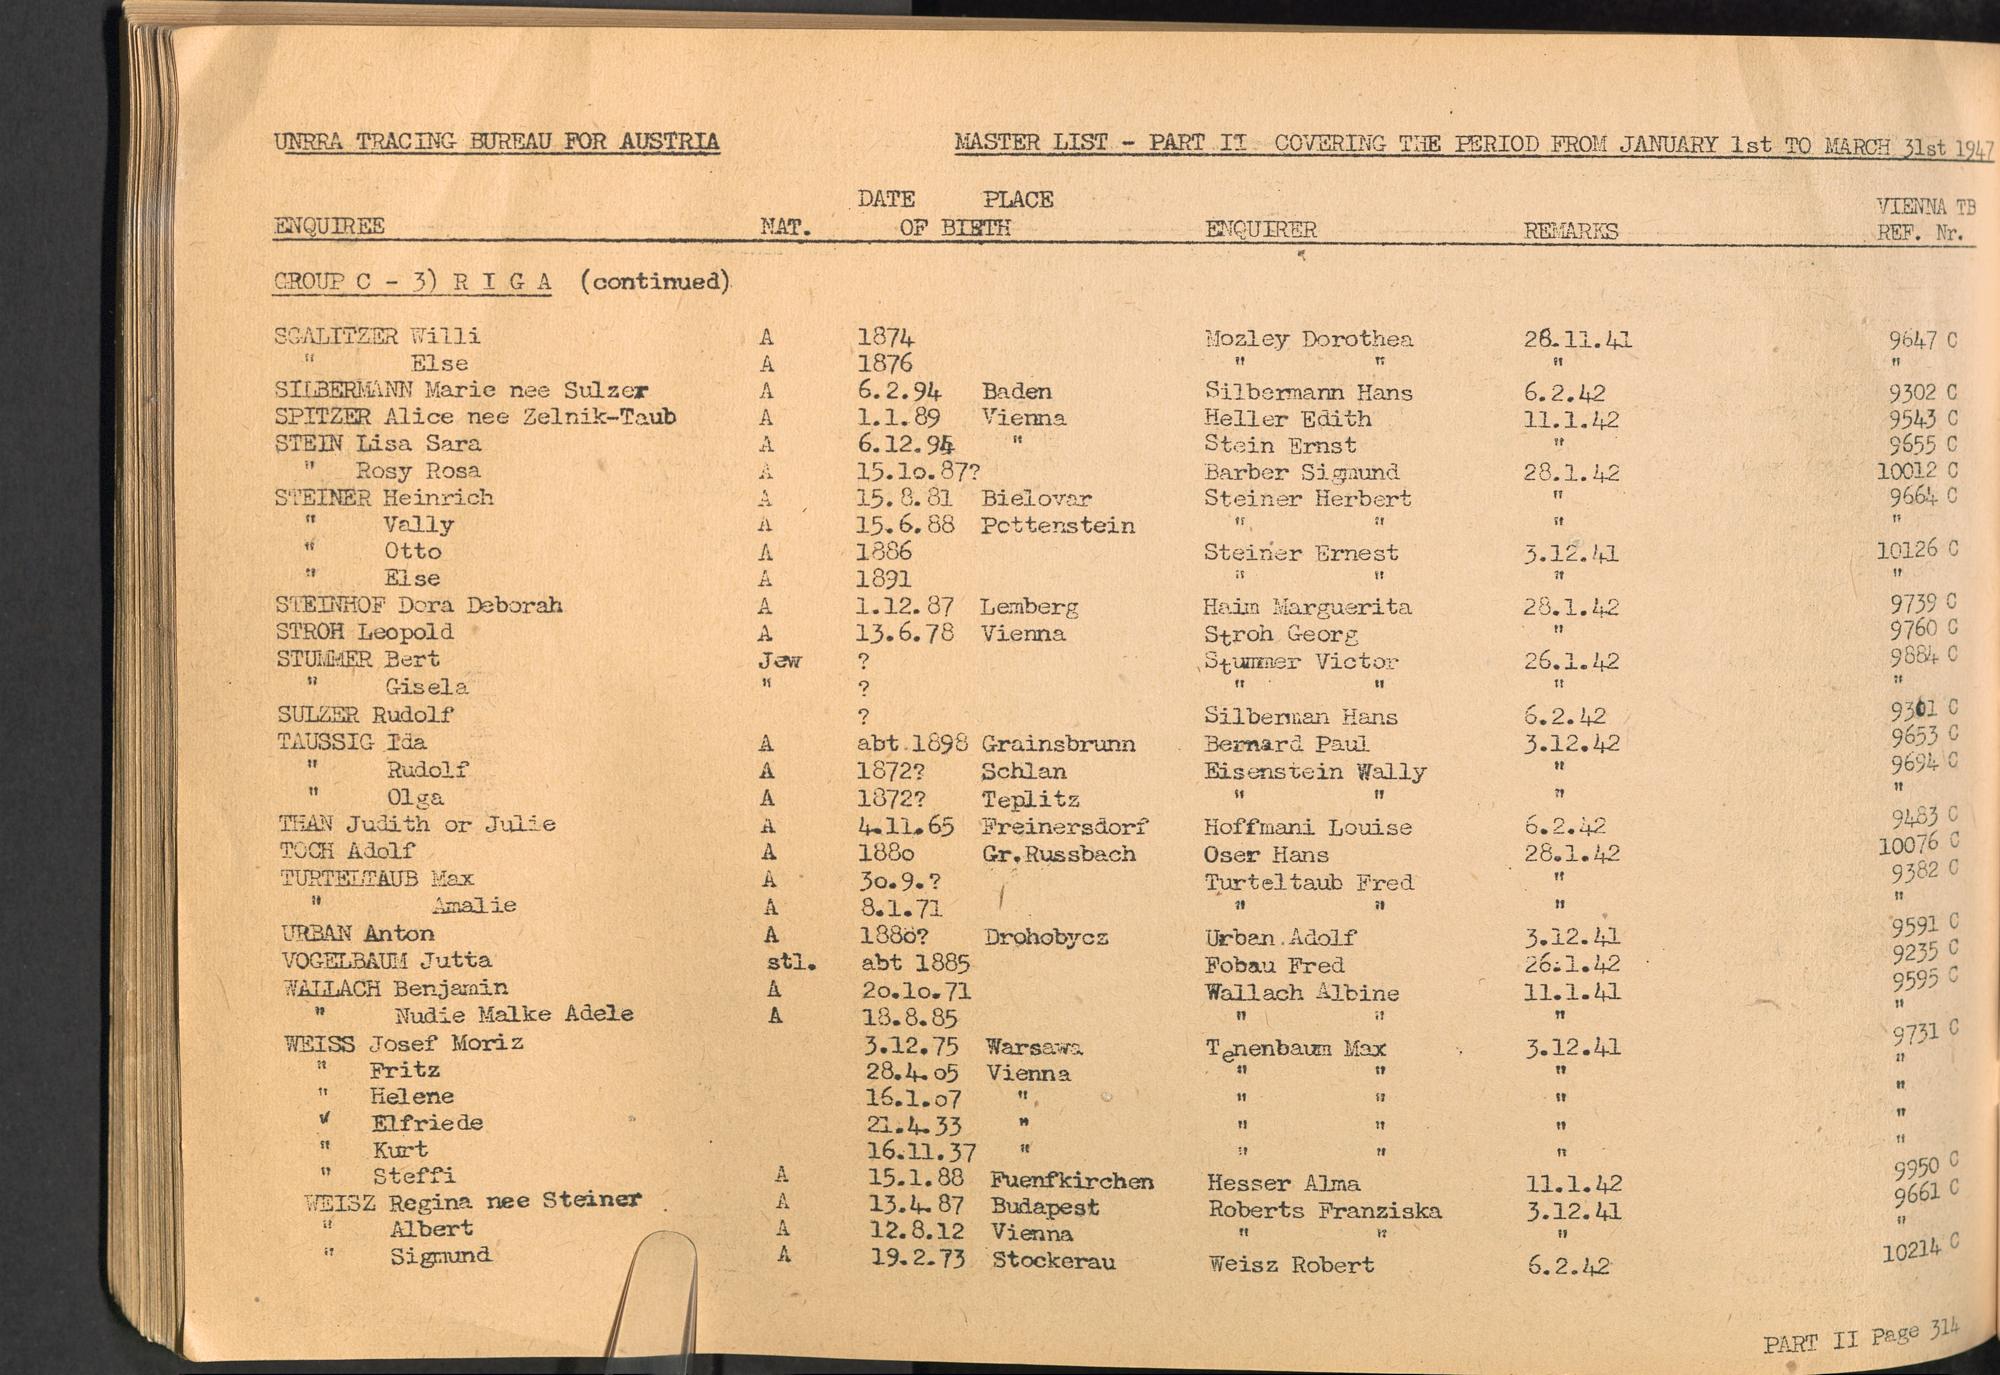 UNRRA TRACING BUREAU FOR AUSTRIA MASTER LIST - PART II COVERING THE PERIOD FROM JANUARY 1st TO MARCH 31st 1947
DATE PLACE VIENNA TB
ENQUIREE NAT. OF BIRTH ENQUIRER REMARKS REF. Nr.
GROUP C - 3) R I G A (continued)
SGALITZER Willi A 1874 Mozley Dorothea 28.11.41 9647 C
" Else A 1876 " " " "
SILBERMANN Marie nee Sulzer A 6.2.94 Baden Silbermann Hans 6.2.42 9302 C
SPITZER Alice nee Zelnik-Taub A 1.1.89 Vienna Heller Edith 11.1.42 9543 C
STEIN Lisa Sara A 6.12.94 " Stein Ernst " 9655 C
" Rosy Rosa A 15.1o.87? Barber Sigmund 28.1.42 10012 C
STEINER Heinrich A 15.8.81 Bielovar Steiner Herbert " 9664 C
" Vally A 15.6.88 Pottenstein " " " "
" Otto A 1886 Steiner Ernest 3.12.41 10126 C
" Else A 1891 " " " "
STEINHOF Dora Deborah A 1.12.87 Lemberg Haim Marguerita 28.1.42 9739 C
STROH Leopold A 13.6.78 Vienna Stroh Georg " 9760 C
STUMMER Bert Jew ? Stummer Victor 26.1.42 9884 C
" Gisela " ? " " " "
SULZER Rudolf ? Silberman Hans 6.2.42 9301 C
TAUSSIG Ida A abt 1898 Grainsbrunn Bernard Paul 3.12.42 9653 C
" Rudolf A 1872? Schlan Eisenstein Wally " 9694 C
" Olga A 1872? Teplitz " " " "
THAN Judith or Julie A 4.11.65 Freinersdorf Hoffmani Louise 6.2.42 9483 C
TOCH Adolf A 188o Gr.Russbach Oser Hans 28.1.42 10076 C
TURTELTAUB Max A 3o.9.? Turteltaub Fred " 9382 C
" Amalie A 8.1.71 " " " "
URBAN Anton A 1880? Drohobycz Urban Adolf 3.12.41 9591 C
VOGELBAUM Jutta stl. abt 1885 Fobau Fred 26.1.42 9235 C
WALLACH Benjamin A 2o.1o.71 Wallach Albine 11.1.41 9595 C
" Nudie Malke Adele A 18.8.85 " " " "
WEISS Josef Moriz 3.12.75 Warsawa Tenenbaum Max 3.12.41 9731 C
" Fritz 28.4.o5 Vienna " " " "
" Helene 16.1.o7 " " " " "
" Elfriede 21.4.33 " " " " "
" Kurt 16.11.37 " " " " "
" Steffi A 15.1.88 Fuenfkirchen Hesser Alma 11.1.42 9950 C
WEISZ Regina nee Steiner A 13.4.87 Budapest Roberts Franziska 3.12.41 9661 C
" Albert A 12.8.12 Vienna " " " "
" Sigmund A 19.2.73 Stockerau Weisz Robert 6.2.42 10214 C
PART II Page 314